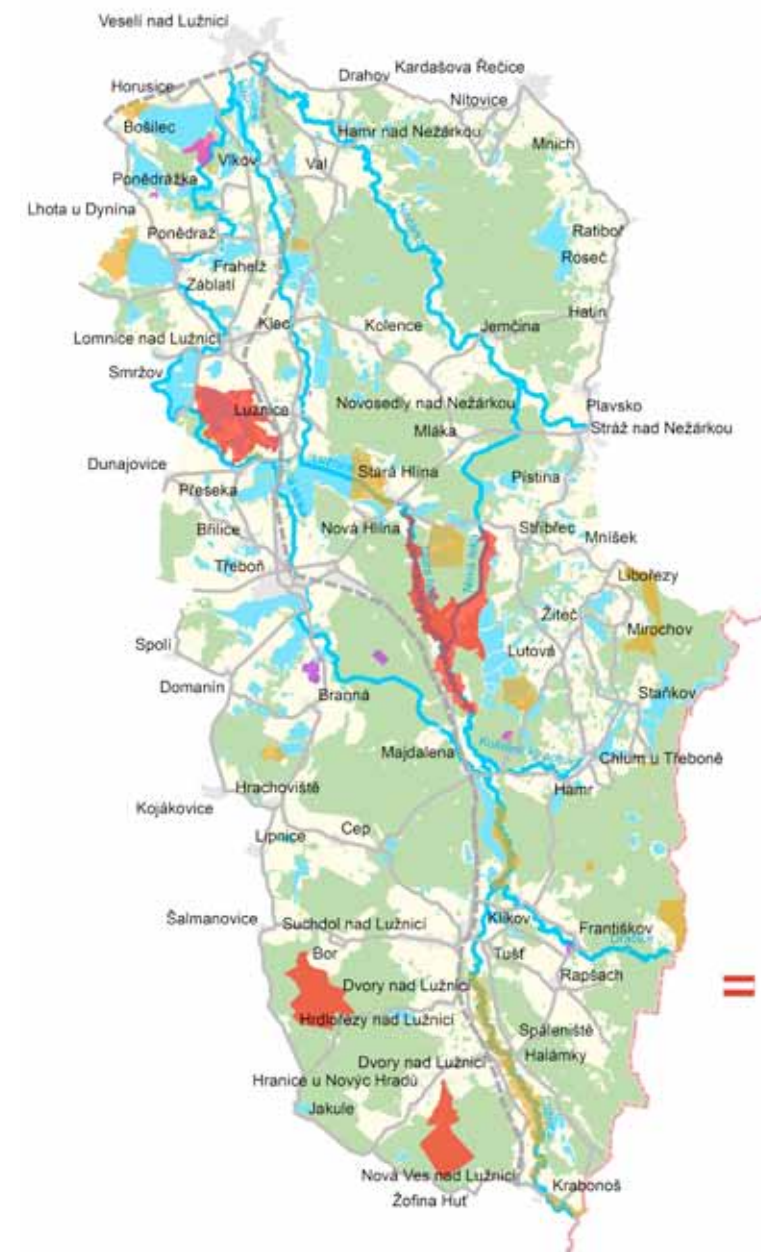 Veselí nad Lužnicí
Kardašova Řečice
Drahov
Horusice
Nítovice
Bošilec
Hamr nad Nežárkou
Mnich
Vlkov
Val
Ponědrážka
Lhota u Dynína
Ratiboř
Ponědraž
Roseč
Frahelž
Záblatí
Hatín
Klec
Kolence
Jemčina
Lomnice nad Lužnicí
Smržov
Novosedly nad Nežárkou
Plavsko
Lužnice
Mláka
Stráž nad Nežárkou
Dunajovice
Stará Hlína
Pístina
Přeseka
Nová Hlína
Stříbřec
Břilice
Mníšek
Třeboň
Libořezy
Žíteč
Mirochov
Spolí
Lutová
Domanín
Staňkov
Branná
Majdalena
Chlum u Třeboně
Hrachoviště
Hamr
Kojákovice
Cep
Lipnice
Šalmanovice
Suchdol nad Lužnicí
Klikov
Františkov
Bor
Tušť
Dračice
Rapšach
Dvory nad Lužnicí
Hrdlořezy nad Lužnicí
Spáleniště
Halámky
Dvory nad Lužnicí
Hranice u Novýc Hradů
Jakule
Nová Ves nad Lužnicí
Krabonoš
Žofina Huť